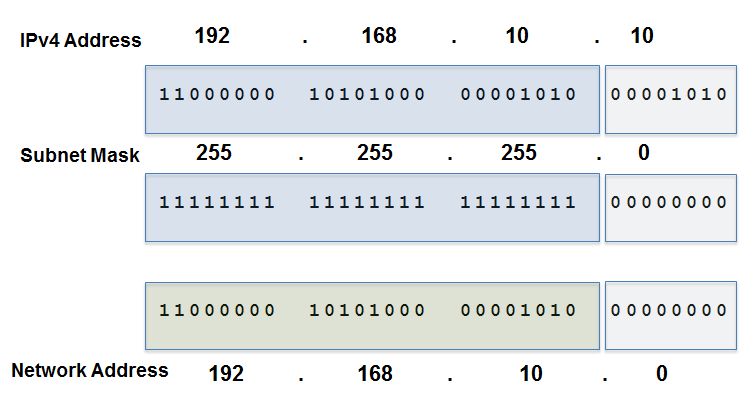 IPv4 Address 192 . 168 . 10 . 10
11000000 10101000 00001010 00001010
Subnet Mask 255 . 255 . 255 . 0
11111111 11111111 11111111 00000000
11000000 10101000 00001010 00000000
Network Address 192 . 168 . 10 . 0